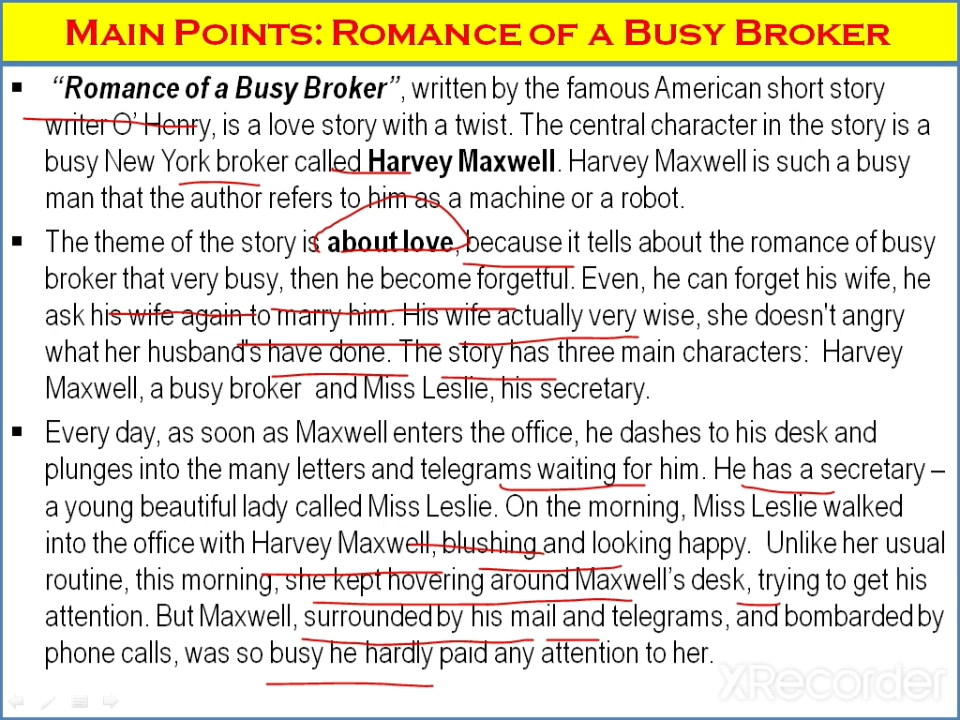 MAIN POINTS: ROMANCE OF A BUSY BROKER
▪ “Romance of a Busy Broker”, written by the famous American short story
writer O’ Henry, is a love story with a twist. The central character in the story is a
busy New York broker called Harvey Maxwell. Harvey Maxwell is such a busy
man that the author refers to him as a machine or a robot.
▪ The theme of the story is about love, because it tells about the romance of busy
broker that very busy, then he become forgetful. Even, he can forget his wife, he
ask his wife again to marry him. His wife actually very wise, she doesn't angry
what her husband's have done. The story has three main characters: Harvey
Maxwell, a busy broker and Miss Leslie, his secretary.
▪ Every day, as soon as Maxwell enters the office, he dashes to his desk and
plunges into the many letters and telegrams waiting for him. He has a secretary –
a young beautiful lady called Miss Leslie. On the morning, Miss Leslie walked
into the office with Harvey Maxwell, blushing and looking happy. Unlike her usual
routine, this morning, she kept hovering around Maxwell’s desk, trying to get his
attention. But Maxwell, surrounded by his mail and telegrams, and bombarded by
phone calls, was so busy he hardly paid any attention to her.
XRecorder